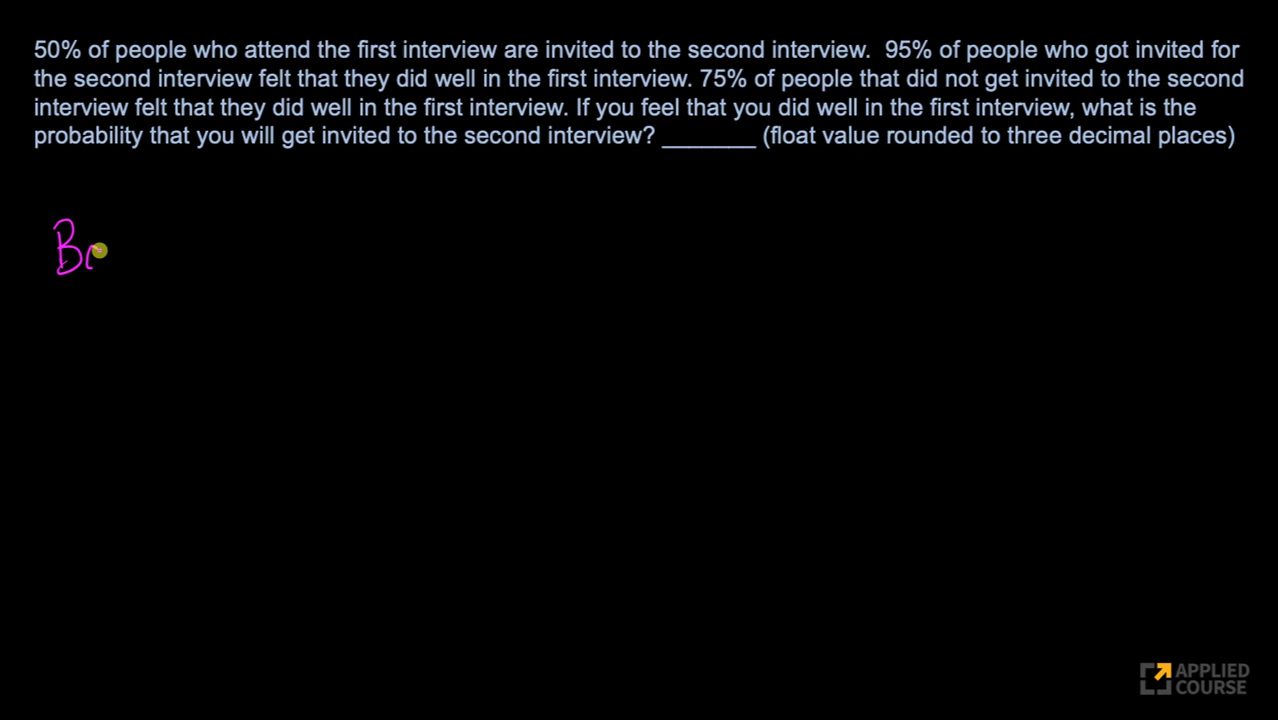 50% of people who attend the first interview are invited to the second interview.  95% of people who got invited for
the second interview felt that they did well in the first interview. 75% of people that did not get invited to the second
interview felt that they did well in the first interview. If you feel that you did well in the first interview, what is the
probability that you will get invited to the second interview? _______ (float value rounded to three decimal places)
APPLIED
COURSE